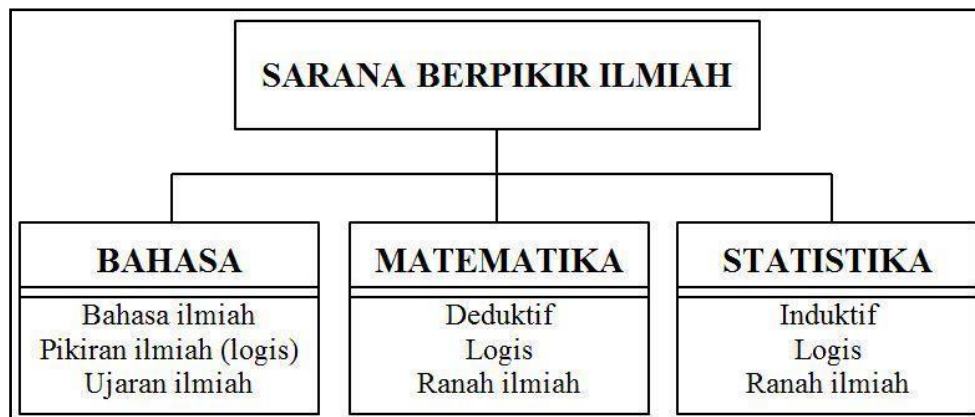 SARANA BERPIKIR ILMIAH
BAHASA
Bahasa ilmiah
Pikiran ilmiah (logis)
Ujaran ilmiah
MATEMATIKA
Deduktif
Logis
Ranah ilmiah
STATISTIKA
Induktif
Logis
Ranah ilmiah